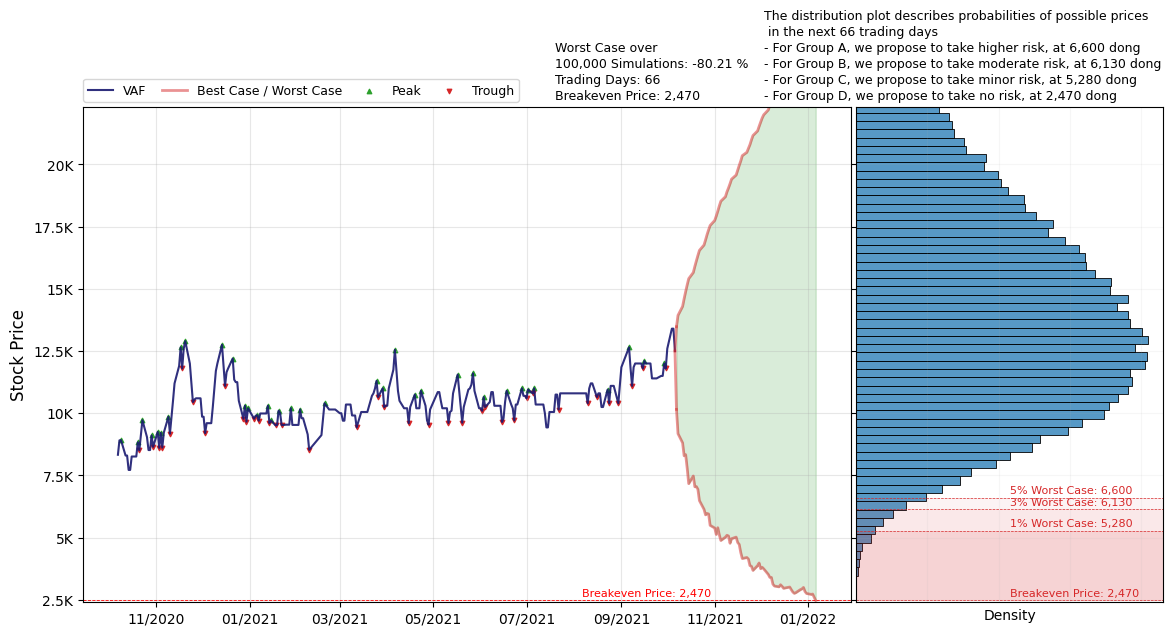 The distribution plot describes probabilities of possible prices
in the next 66 trading days
- For Group A, we propose to take higher risk, at 6,600 dong
- For Group B, we propose to take moderate risk, at 6,130 dong
- For Group C, we propose to take minor risk, at 5,280 dong
- For Group D, we propose to take no risk, at 2,470 dong
Worst Case over
100,000 Simulations: -80.21 %
Trading Days: 66
Breakeven Price: 2,470
VAF
Best Case / Worst Case
Peak
Trough
Stock Price
20K
17.5K
15K
12.5K
10K
7.5K
5K
2.5K
Breakeven Price: 2,470
11/2020
01/2021
03/2021
05/2021
07/2021
09/2021
11/2021
01/2022
5% Worst Case: 6,600
3% Worst Case: 6,130
1% Worst Case: 5,280
Breakeven Price: 2,470
Density